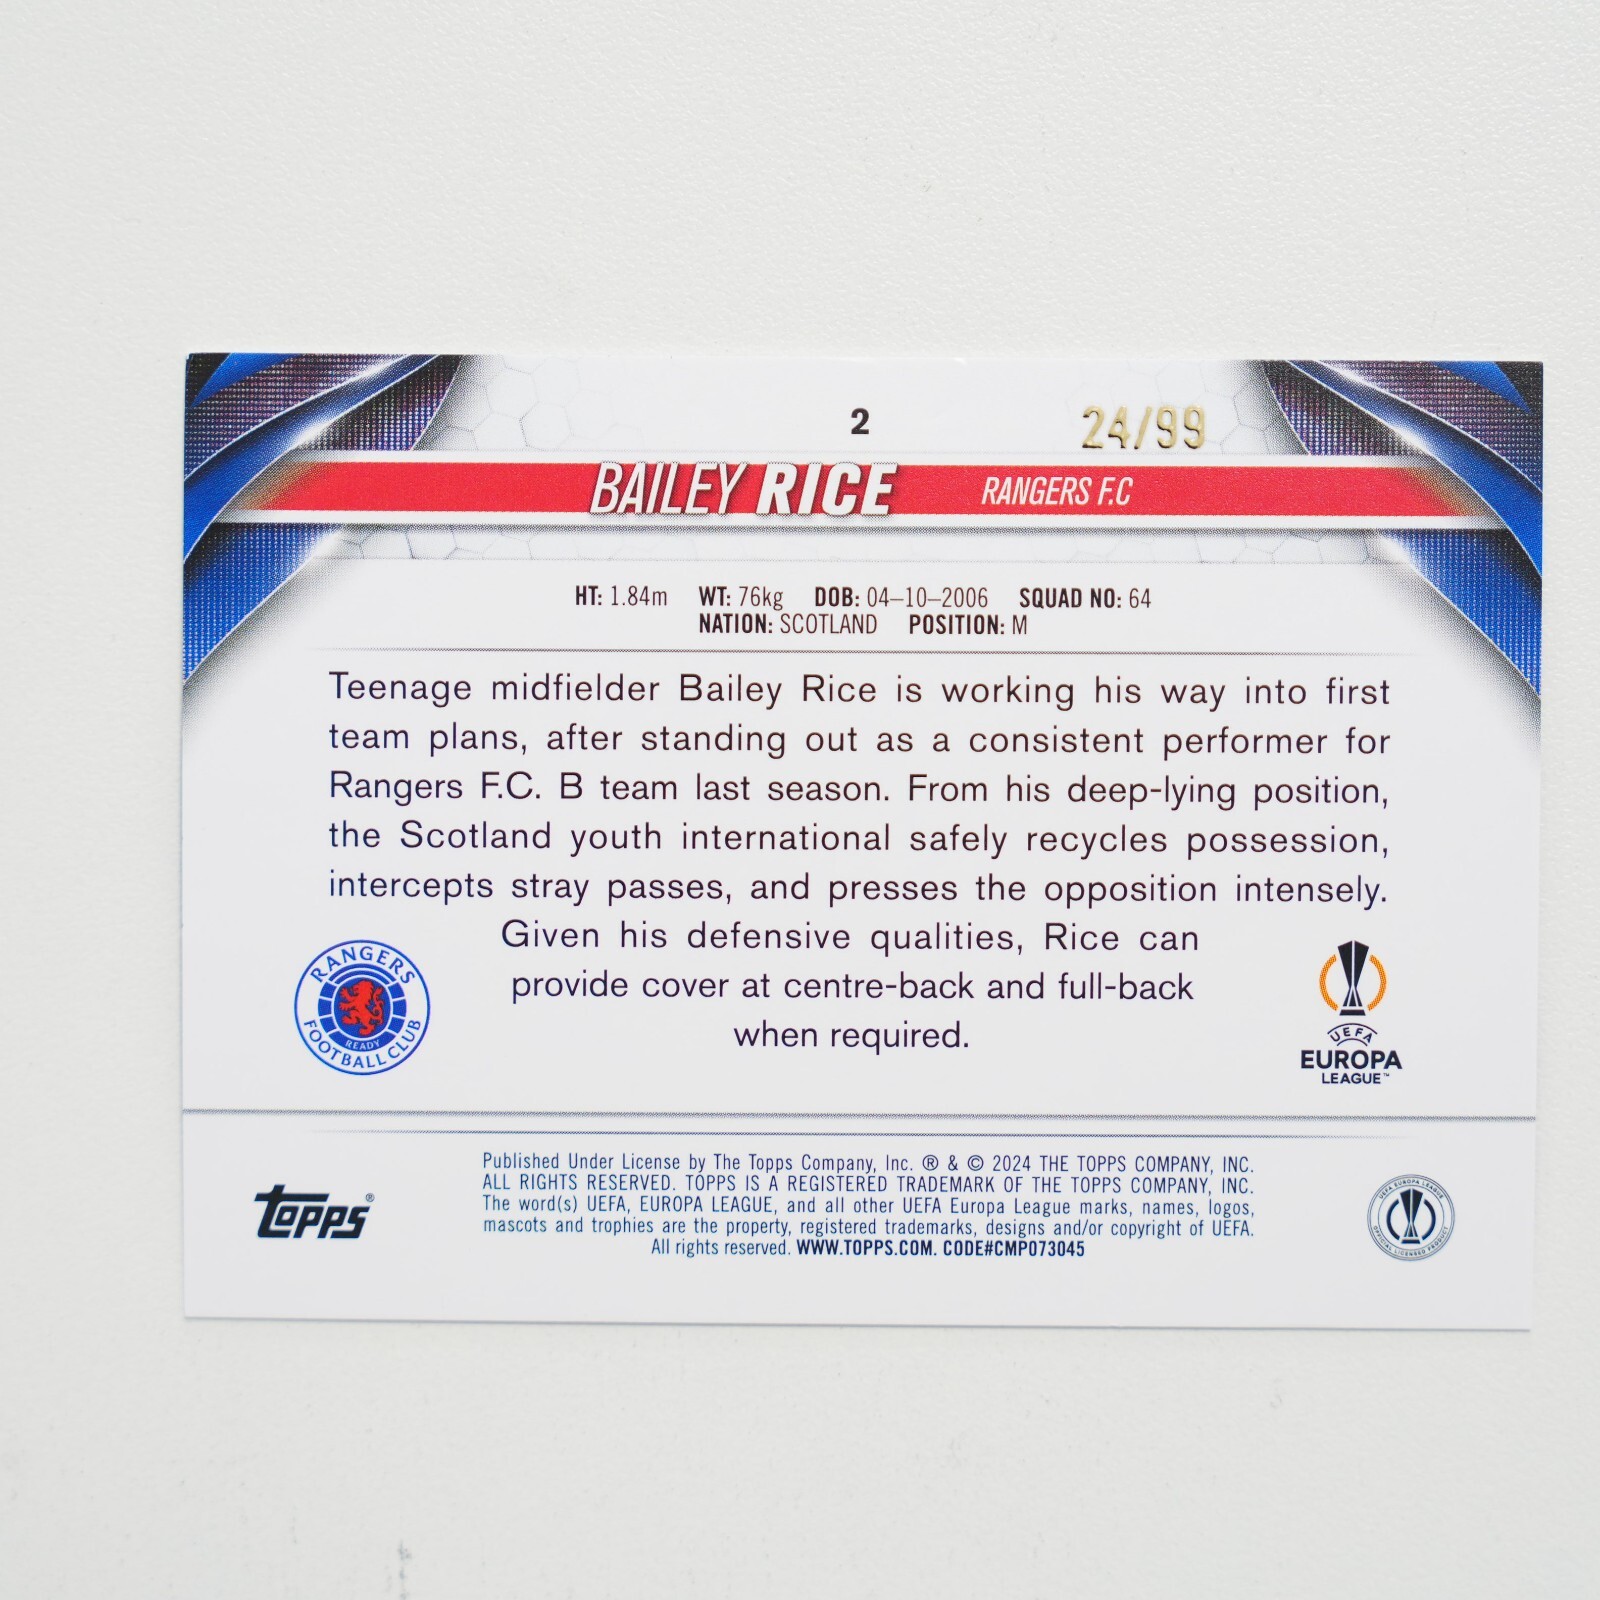 2
24/99
BAILEY RICE
RANGERS F.C
HT: 1.84m WT: 76kg DOB: 04–10–2006 SQUAD NO: 64
NATION: SCOTLAND POSITION: M
Teenage midfielder Bailey Rice is working his way into first
team plans, after standing out as a consistent performer for
Rangers F.C. B team last season. From his deep-lying position,
the Scotland youth international safely recycles possession,
intercepts stray passes, and presses the opposition intensely.
Given his defensive qualities, Rice can
provide cover at centre-back and full-back
when required.
RANGERS
READY
FOOTBALL CLUB
UEFA
EUROPA
LEAGUE™
topps®
Published Under License by The Topps Company, Inc. ® & © 2024 THE TOPPS COMPANY, INC.
ALL RIGHTS RESERVED. TOPPS IS A REGISTERED TRADEMARK OF THE TOPPS COMPANY, INC.
The word(s) UEFA, EUROPA LEAGUE, and all other UEFA Europa League marks, names, logos,
mascots and trophies are the property, registered trademarks, designs and/or copyright of UEFA.
All rights reserved. WWW.TOPPS.COM. CODE#CMP073045
UEFA EUROPA LEAGUE
OFFICIAL LICENSED PRODUCT